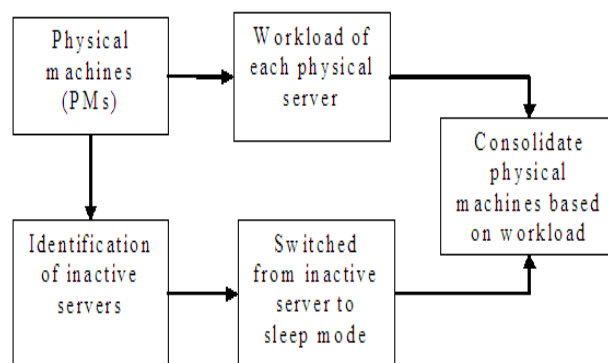 Physical
machines
(PMs)
Workload of
each physical
server
Consolidate
physical
machines based
on workload
Identification
of inactive
servers
Switched
from inactive
server to
sleep mode